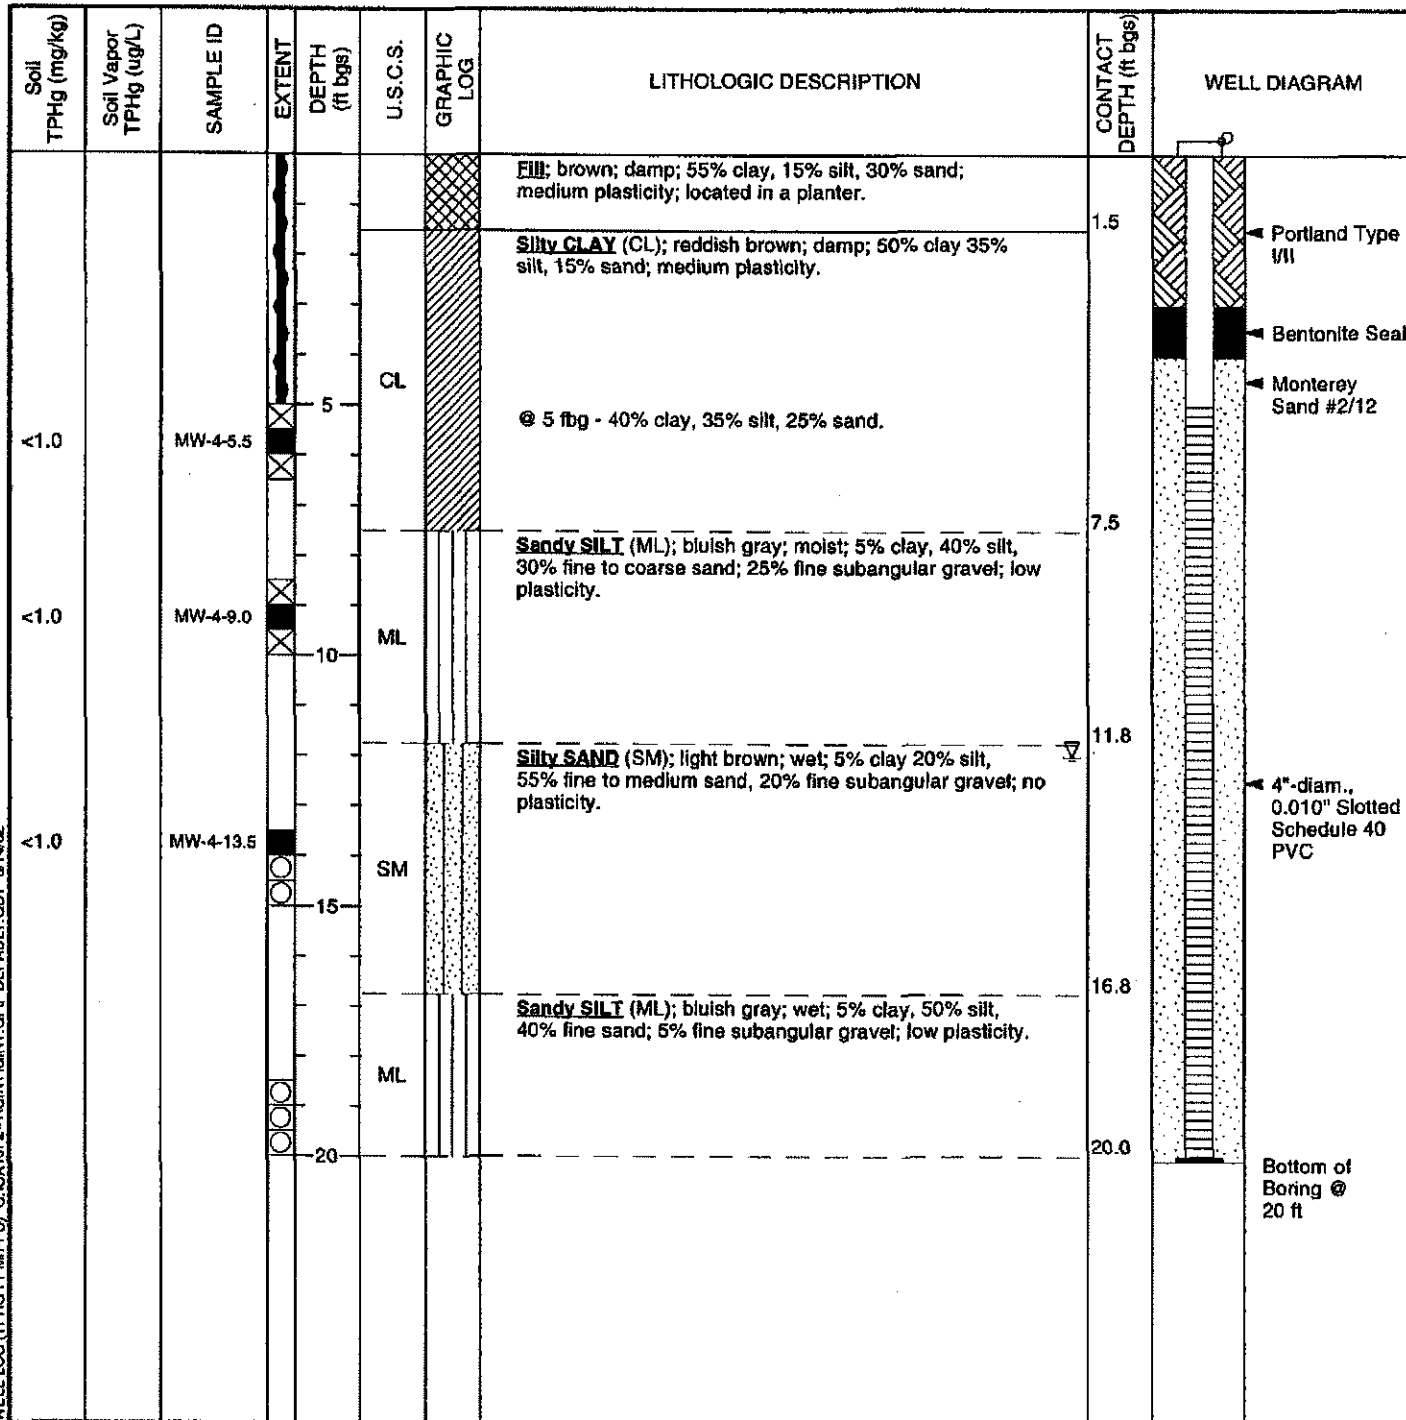 Soil
TPHg (mg/kg)
Soil Vapor
TPHg (ug/L)
SAMPLE ID
EXTENT
DEPTH
(ft bgs)
U.S.C.S.
GRAPHIC
LOG
LITHOLOGIC DESCRIPTION
CONTACT
DEPTH (ft bgs)
WELL DIAGRAM
Fill; brown; damp; 55% clay, 15% silt, 30% sand;
medium plasticity; located in a planter.
1.5
Portland Type
I/II
Silty CLAY (CL); reddish brown; damp; 50% clay 35%
silt, 15% sand; medium plasticity.
Bentonite Seal
CL
Monterey
Sand #2/12
5
@ 5 fbg - 40% clay, 35% silt, 25% sand.
<1.0
MW-4-5.5
7.5
Sandy SILT (ML); bluish gray; moist; 5% clay, 40% silt,
30% fine to coarse sand; 25% fine subangular gravel; low
plasticity.
<1.0
MW-4-9.0
ML
10
11.8
Silty SAND (SM); light brown; wet; 5% clay 20% silt,
55% fine to medium sand, 20% fine subangular gravel; no
plasticity.
4"-diam.,
0.010" Slotted
Schedule 40
PVC
<1.0
MW-4-13.5
SM
15
16.8
Sandy SILT (ML); bluish gray; wet; 5% clay, 50% silt,
40% fine sand; 5% fine subangular gravel; low plasticity.
ML
20
20.0
Bottom of
Boring @
20 ft
WELL LOG